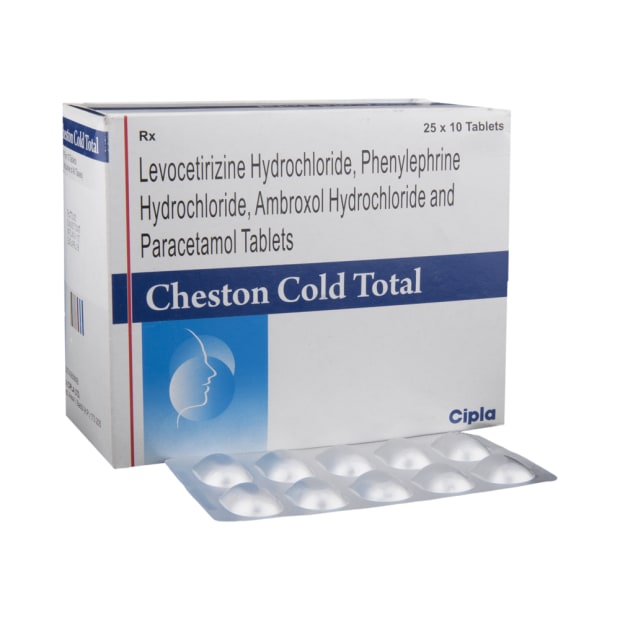 Rx
25 x 10 Tablets
Levocetirizine Hydrochloride, Phenylephrine
Hydrochloride, Ambroxol Hydrochloride and
Paracetamol Tablets
Cheston Cold Total
Cipla
Cheston Cold Total